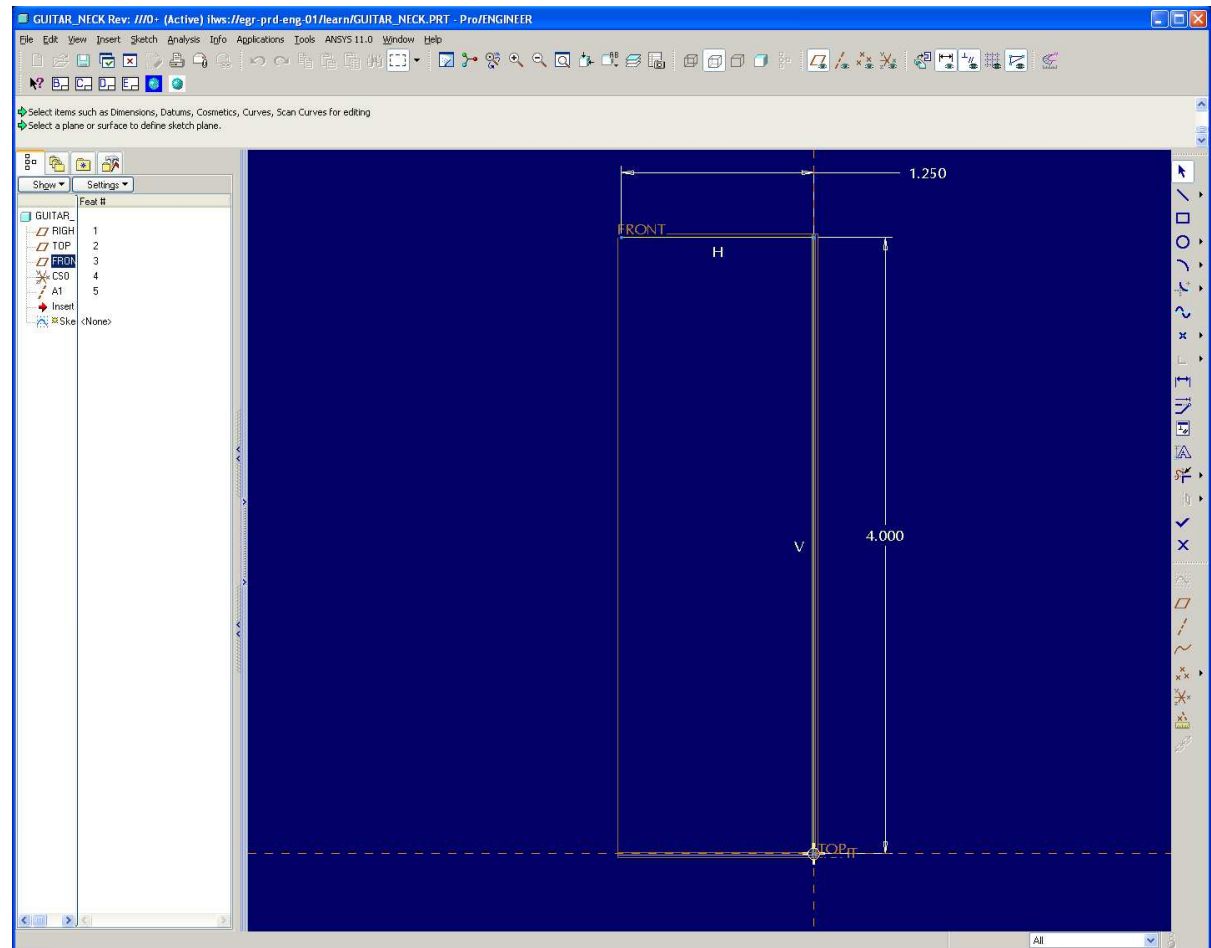 GUITAR_NECK Rev: ///0+ (Active) ilws://egr-prd-eng-01/learn/GUITAR_NECK.PRT - Pro/ENGINEER
File Edit View Insert Sketch Analysis Info Applications Tools ANSYS 11.0 Window Help
Select items such as Dimensions, Datums, Cosmetics, Curves, Scan Curves for editing
Select a plane or surface to define sketch plane.
Show Settings
Feat #
GUITAR_
RIGH 1
TOP 2
FRON 3
CS0 4
A1 5
Insert
Ske <None>
1.250
FRONT
H
4.000
V
TOP
All